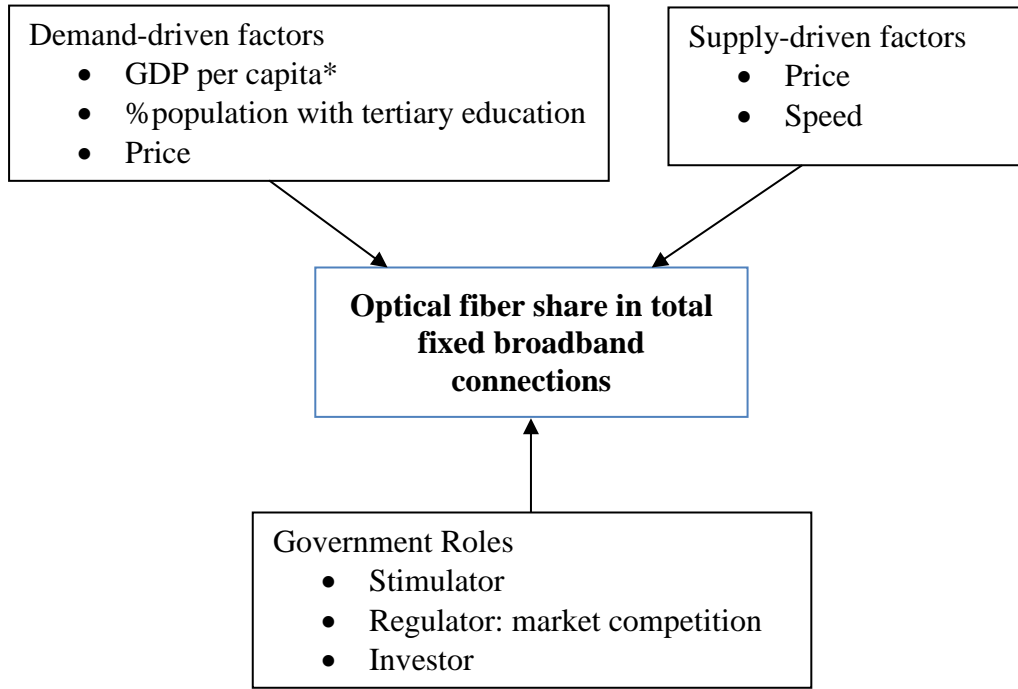 Demand-driven factors
• GDP per capita*
• %population with tertiary education
• Price
Supply-driven factors
• Price
• Speed
Optical fiber share in total
fixed broadband
connections
Government Roles
• Stimulator
• Regulator: market competition
• Investor